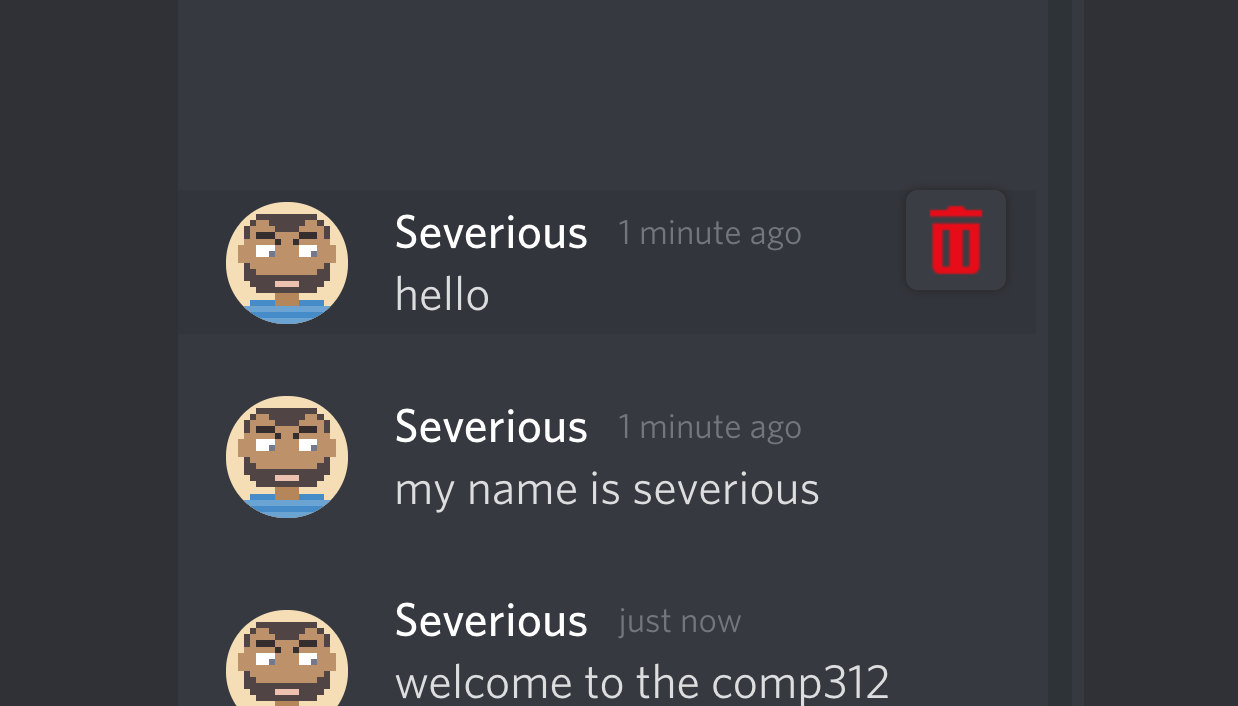 Severious 1 minute ago
hello
Severious 1 minute ago
my name is severious
Severious just now
welcome to the comp312